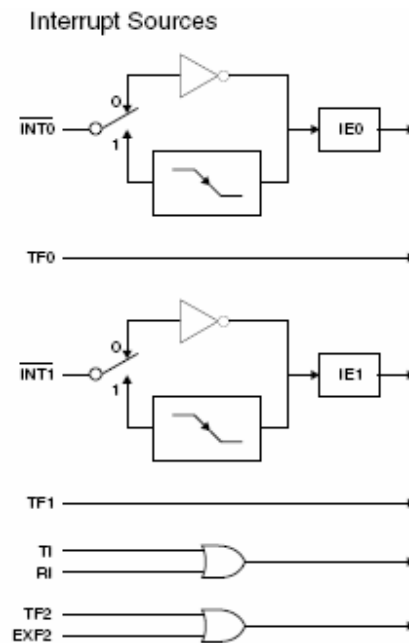 Interrupt Sources
0
INT0
IE0
1
TF0
0
INT1
IE1
1
TF1
TI
RI
TF2
EXF2